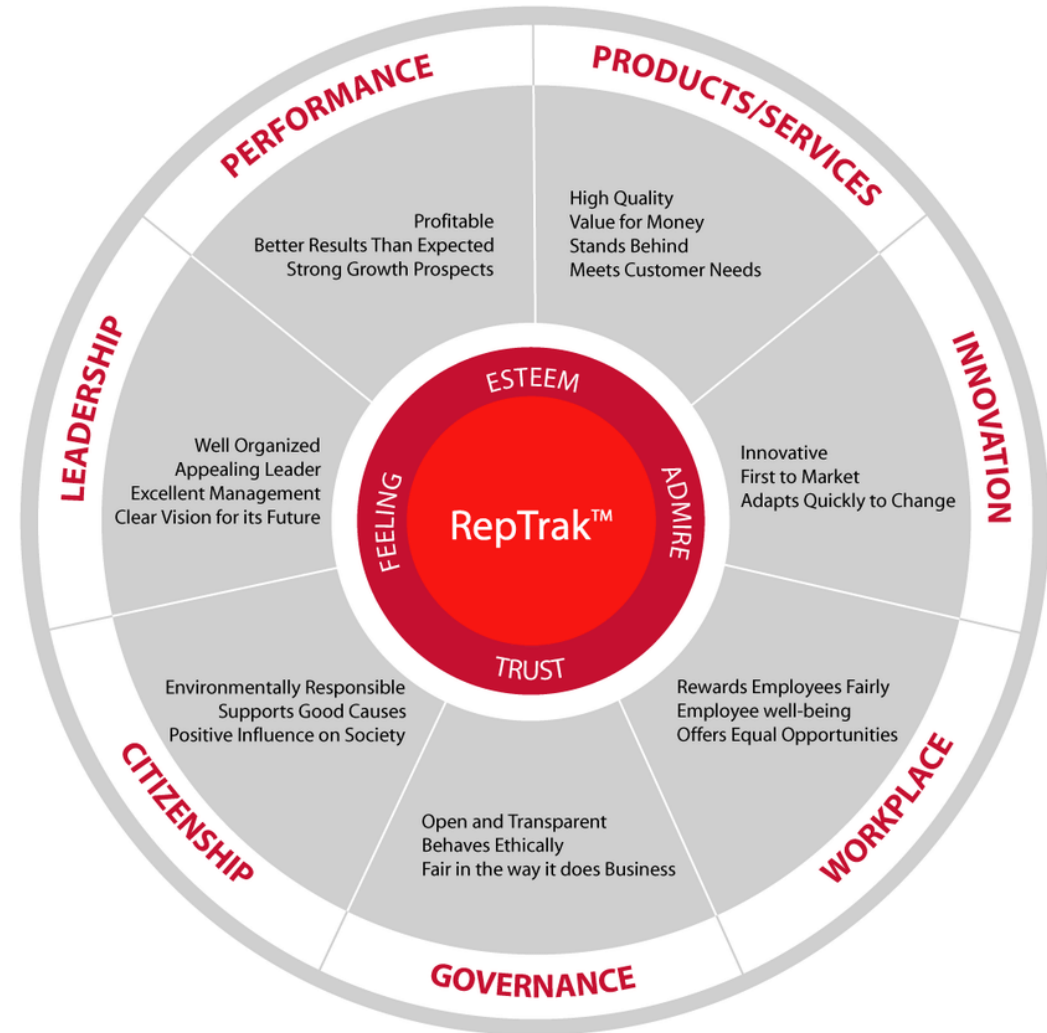 PERFORMANCE
Profitable
Better Results Than Expected
Strong Growth Prospects
PRODUCTS/SERVICES
High Quality
Value for Money
Stands Behind
Meets Customer Needs
INNOVATION
Innovative
First to Market
Adapts Quickly to Change
WORKPLACE
Rewards Employees Fairly
Employee well-being
Offers Equal Opportunities
GOVERNANCE
Open and Transparent
Behaves Ethically
Fair in the way it does Business
CITIZENSHIP
Environmentally Responsible
Supports Good Causes
Positive Influence on Society
LEADERSHIP
Well Organized
Appealing Leader
Excellent Management
Clear Vision for its Future
ESTEEM
ADMIRE
TRUST
FEELING
RepTrak™